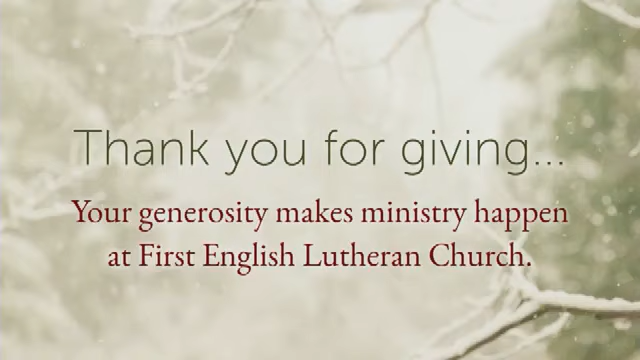 Thank you for giving...
Your generosity makes ministry happen
at First English Lutheran Church.